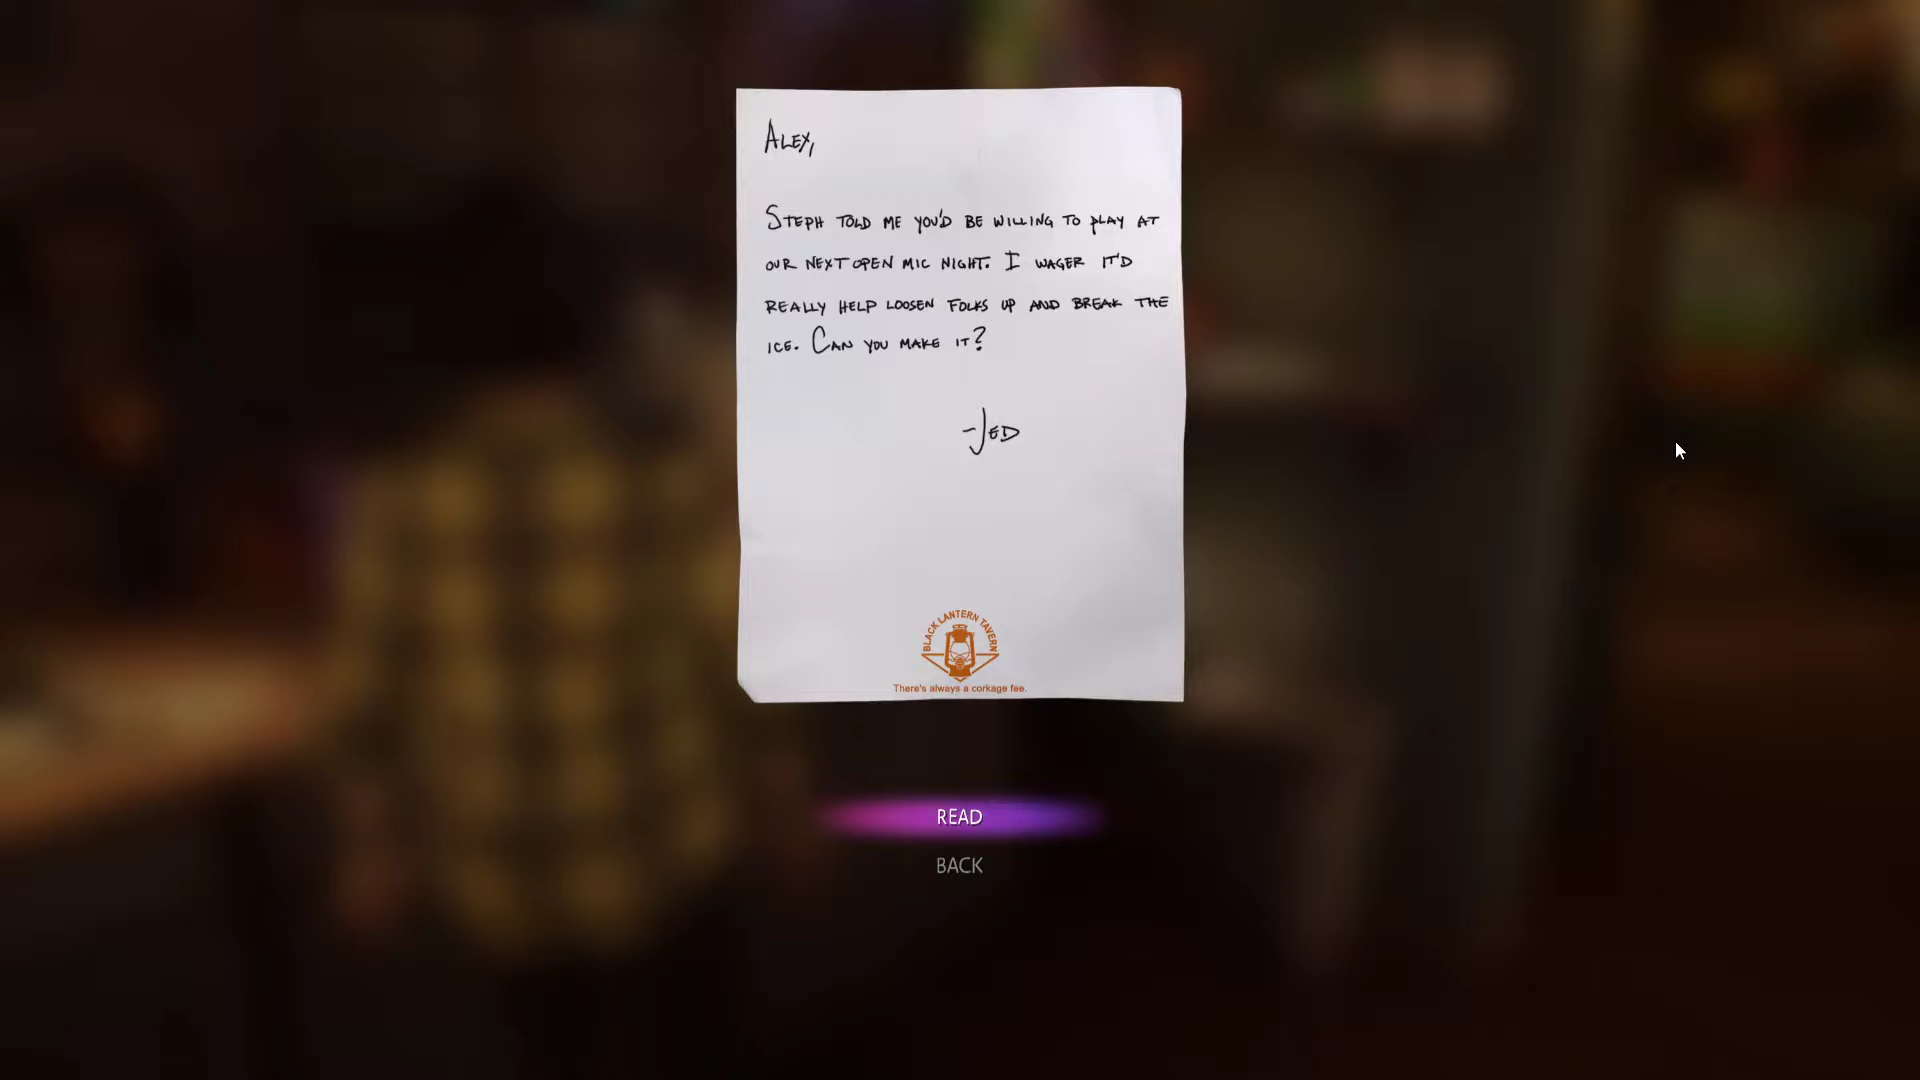 ALEX,
STEPH TOLD ME YOU'D BE WILLING TO PLAY AT
OUR NEXT OPEN MIC NIGHT. I WAGER IT'D
REALLY HELP LOOSEN FOLKS UP AND BREAK THE
ICE. CAN YOU MAKE IT?
-JED
BLACK LANTERN TAVERN
There's always a corkage fee.
READ
BACK